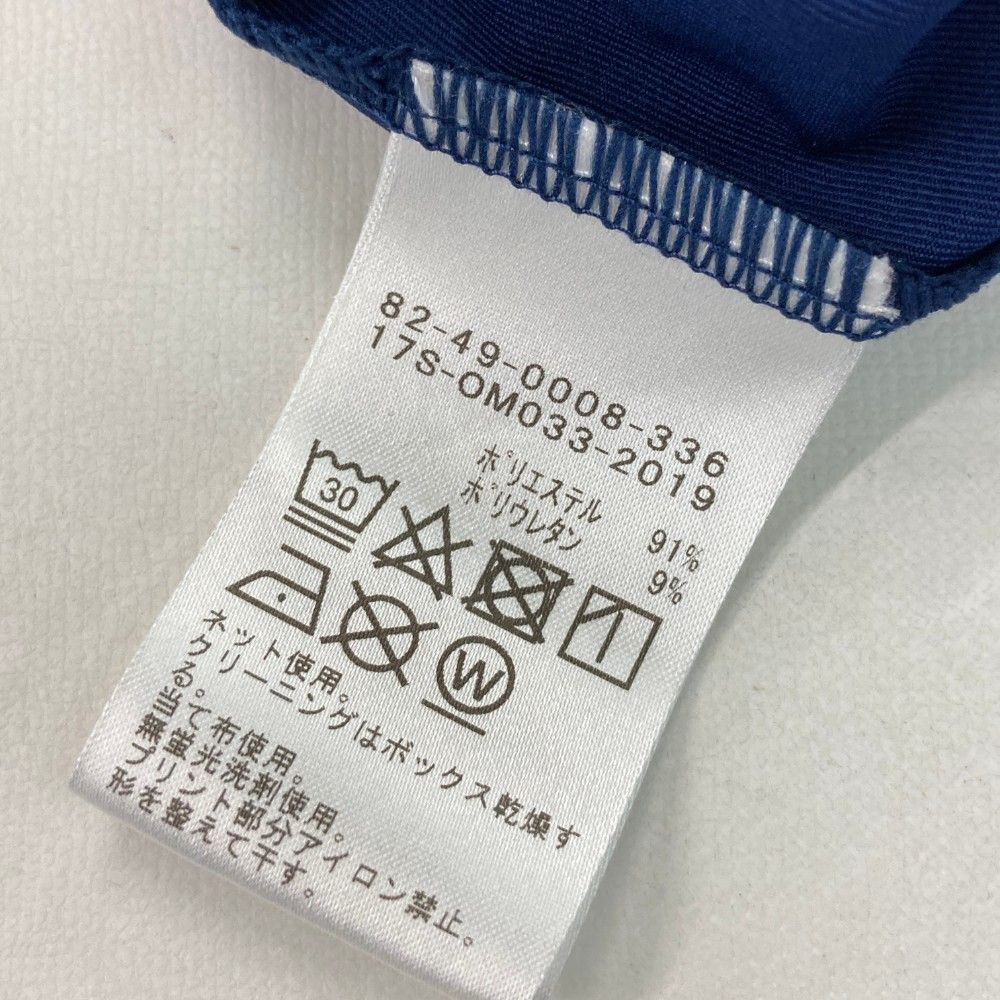 82-49-0008-336
17S-OM033-2019
ポリエステル 91%
ポリウレタン 9%
30
W
ネット使用。
クリーニングはボックス乾燥す
る。
当て布使用。
無蛍光洗剤使用。
プリント部分アイロン禁止。
形を整えて干す。